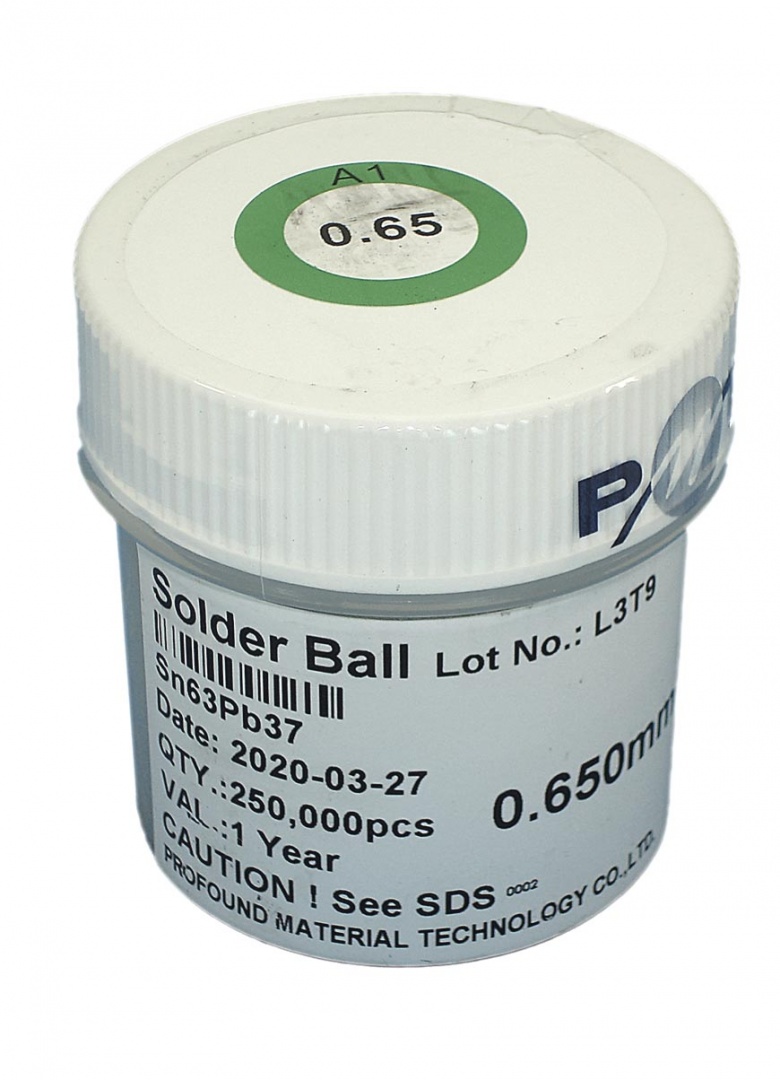 A1
0.65
PmT
Solder Ball Lot No.: L3T9
Sn63Pb37
Date: 2020-03-27
0.650mm
QTY.:250,000pcs
VAL.:1 Year
CAUTION ! See SDS 0002
PROFOUND MATERIAL TECHNOLOGY CO.,LTD.